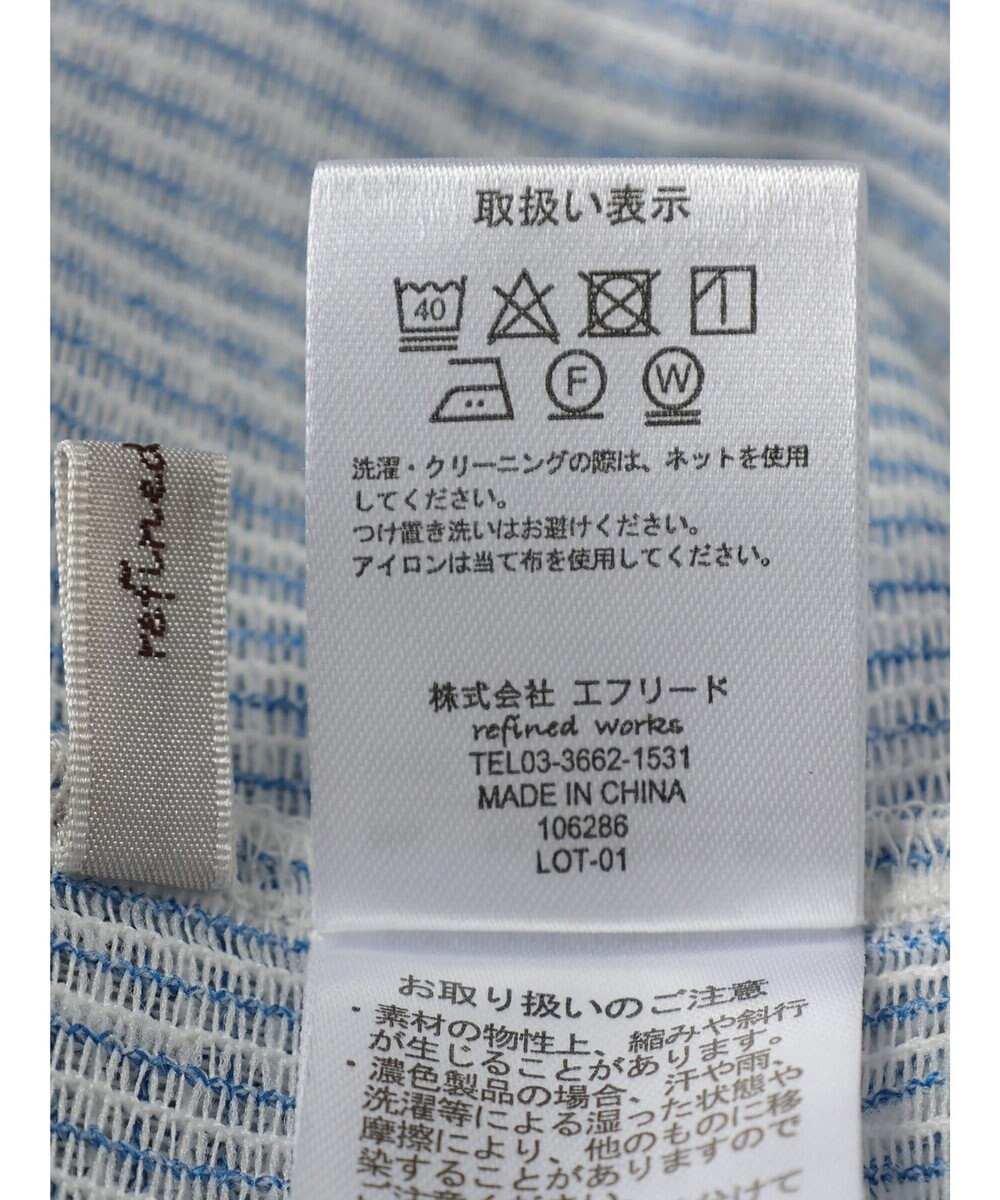 取扱い表示
40
F W
洗濯・クリーニングの際は、ネットを使用
してください。
つけ置き洗いはお避けください。
アイロンは当て布を使用してください。
refined
株式会社 エフリード
refined works
TEL03-3662-1531
MADE IN CHINA
106286
LOT-01
お取り扱いのご注意
・素材の物性上、縮みや斜行
が生じることがあります。
・濃色製品の場合、汗や雨、
洗濯等による湿った状態や
摩擦により、他のものに移
染することがありますので